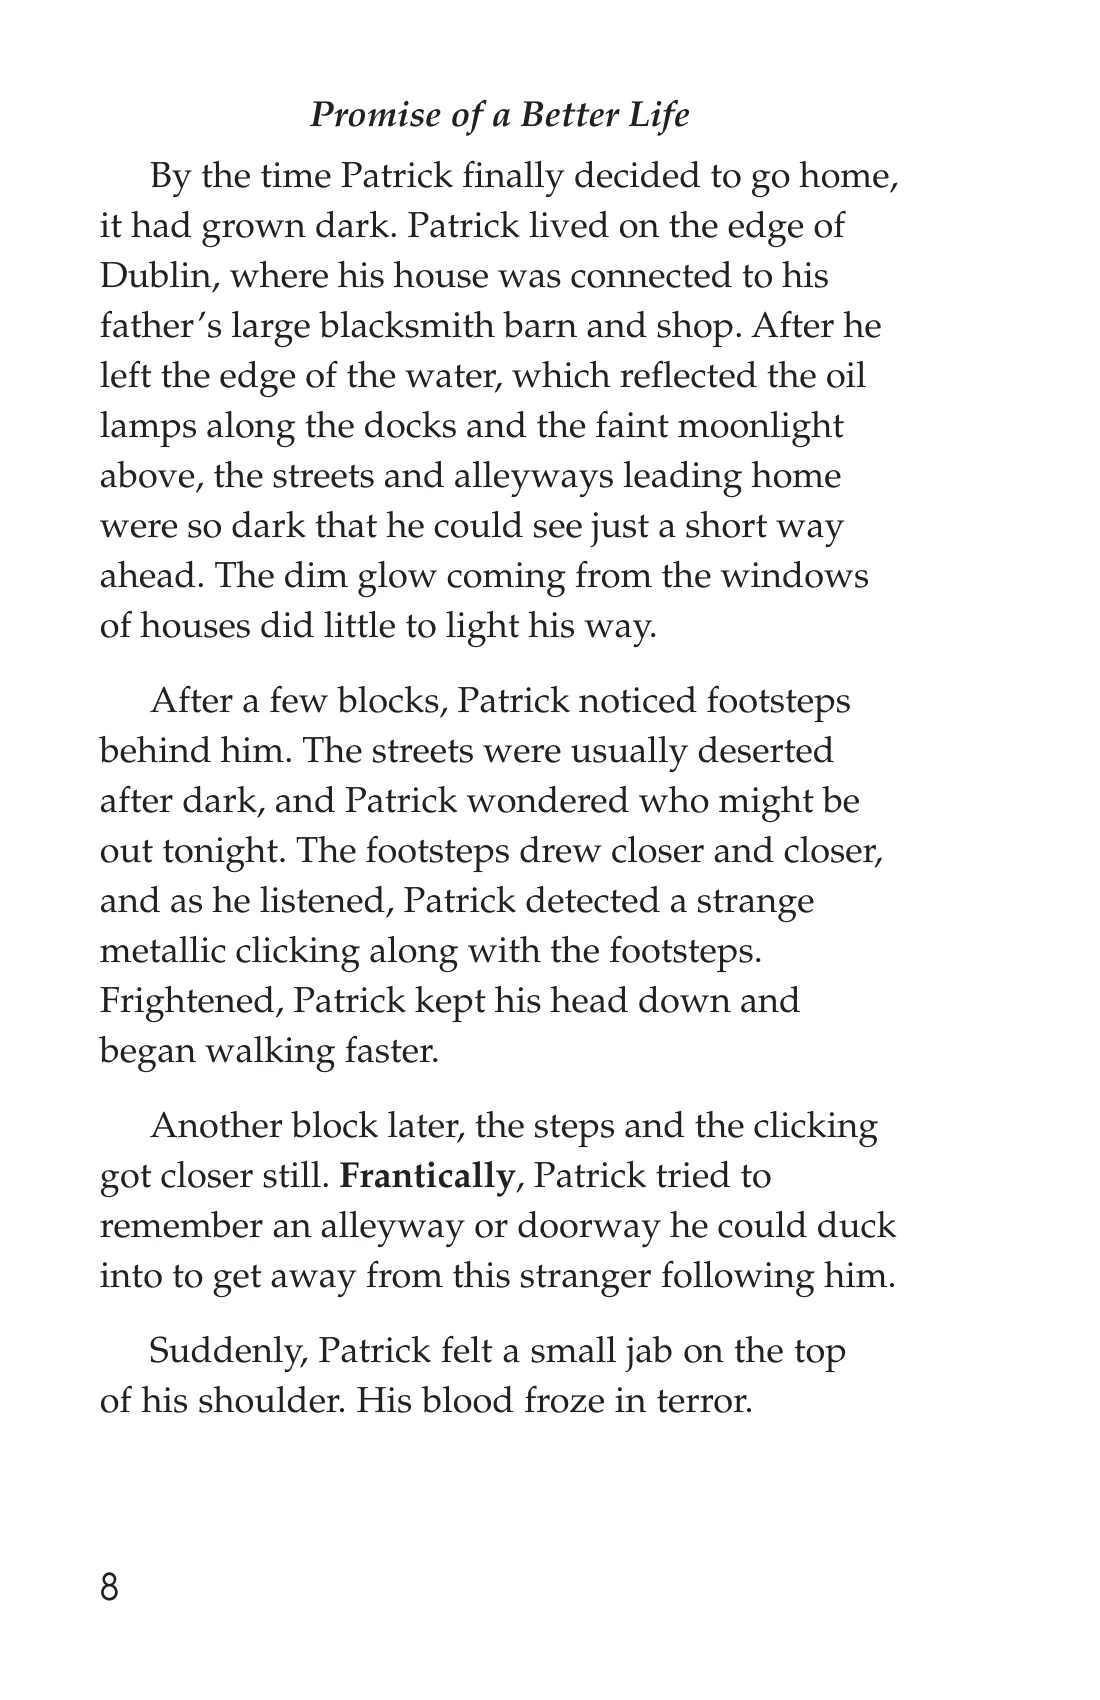 Promise of a Better Life
By the time Patrick finally decided to go home,
it had grown dark. Patrick lived on the edge of
Dublin, where his house was connected to his
father’s large blacksmith barn and shop. After he
left the edge of the water, which reflected the oil
lamps along the docks and the faint moonlight
above, the streets and alleyways leading home
were so dark that he could see just a short way
ahead. The dim glow coming from the windows
of houses did little to light his way.
After a few blocks, Patrick noticed footsteps
behind him. The streets were usually deserted
after dark, and Patrick wondered who might be
out tonight. The footsteps drew closer and closer,
and as he listened, Patrick detected a strange
metallic clicking along with the footsteps.
Frightened, Patrick kept his head down and
began walking faster.
Another block later, the steps and the clicking
got closer still. Frantically, Patrick tried to
remember an alleyway or doorway he could duck
into to get away from this stranger following him.
Suddenly, Patrick felt a small jab on the top
of his shoulder. His blood froze in terror.
8